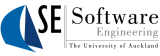 SE Software
Engineering
The University of Auckland